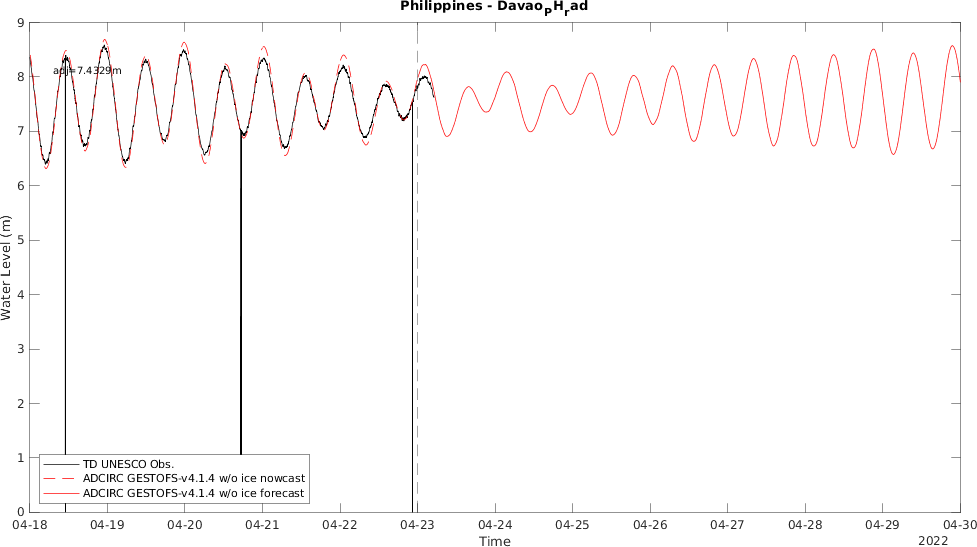 Philippines - Davao_PH_rad
9
8
7
6
5
4
3
2
1
0
Water Level (m)
adj=7.4329m
TD UNESCO Obs.
ADCIRC GESTOFS-v4.1.4 w/o ice nowcast
ADCIRC GESTOFS-v4.1.4 w/o ice forecast
04-18 04-19 04-20 04-21 04-22 04-23 04-24 04-25 04-26 04-27 04-28 04-29 04-30
Time
2022